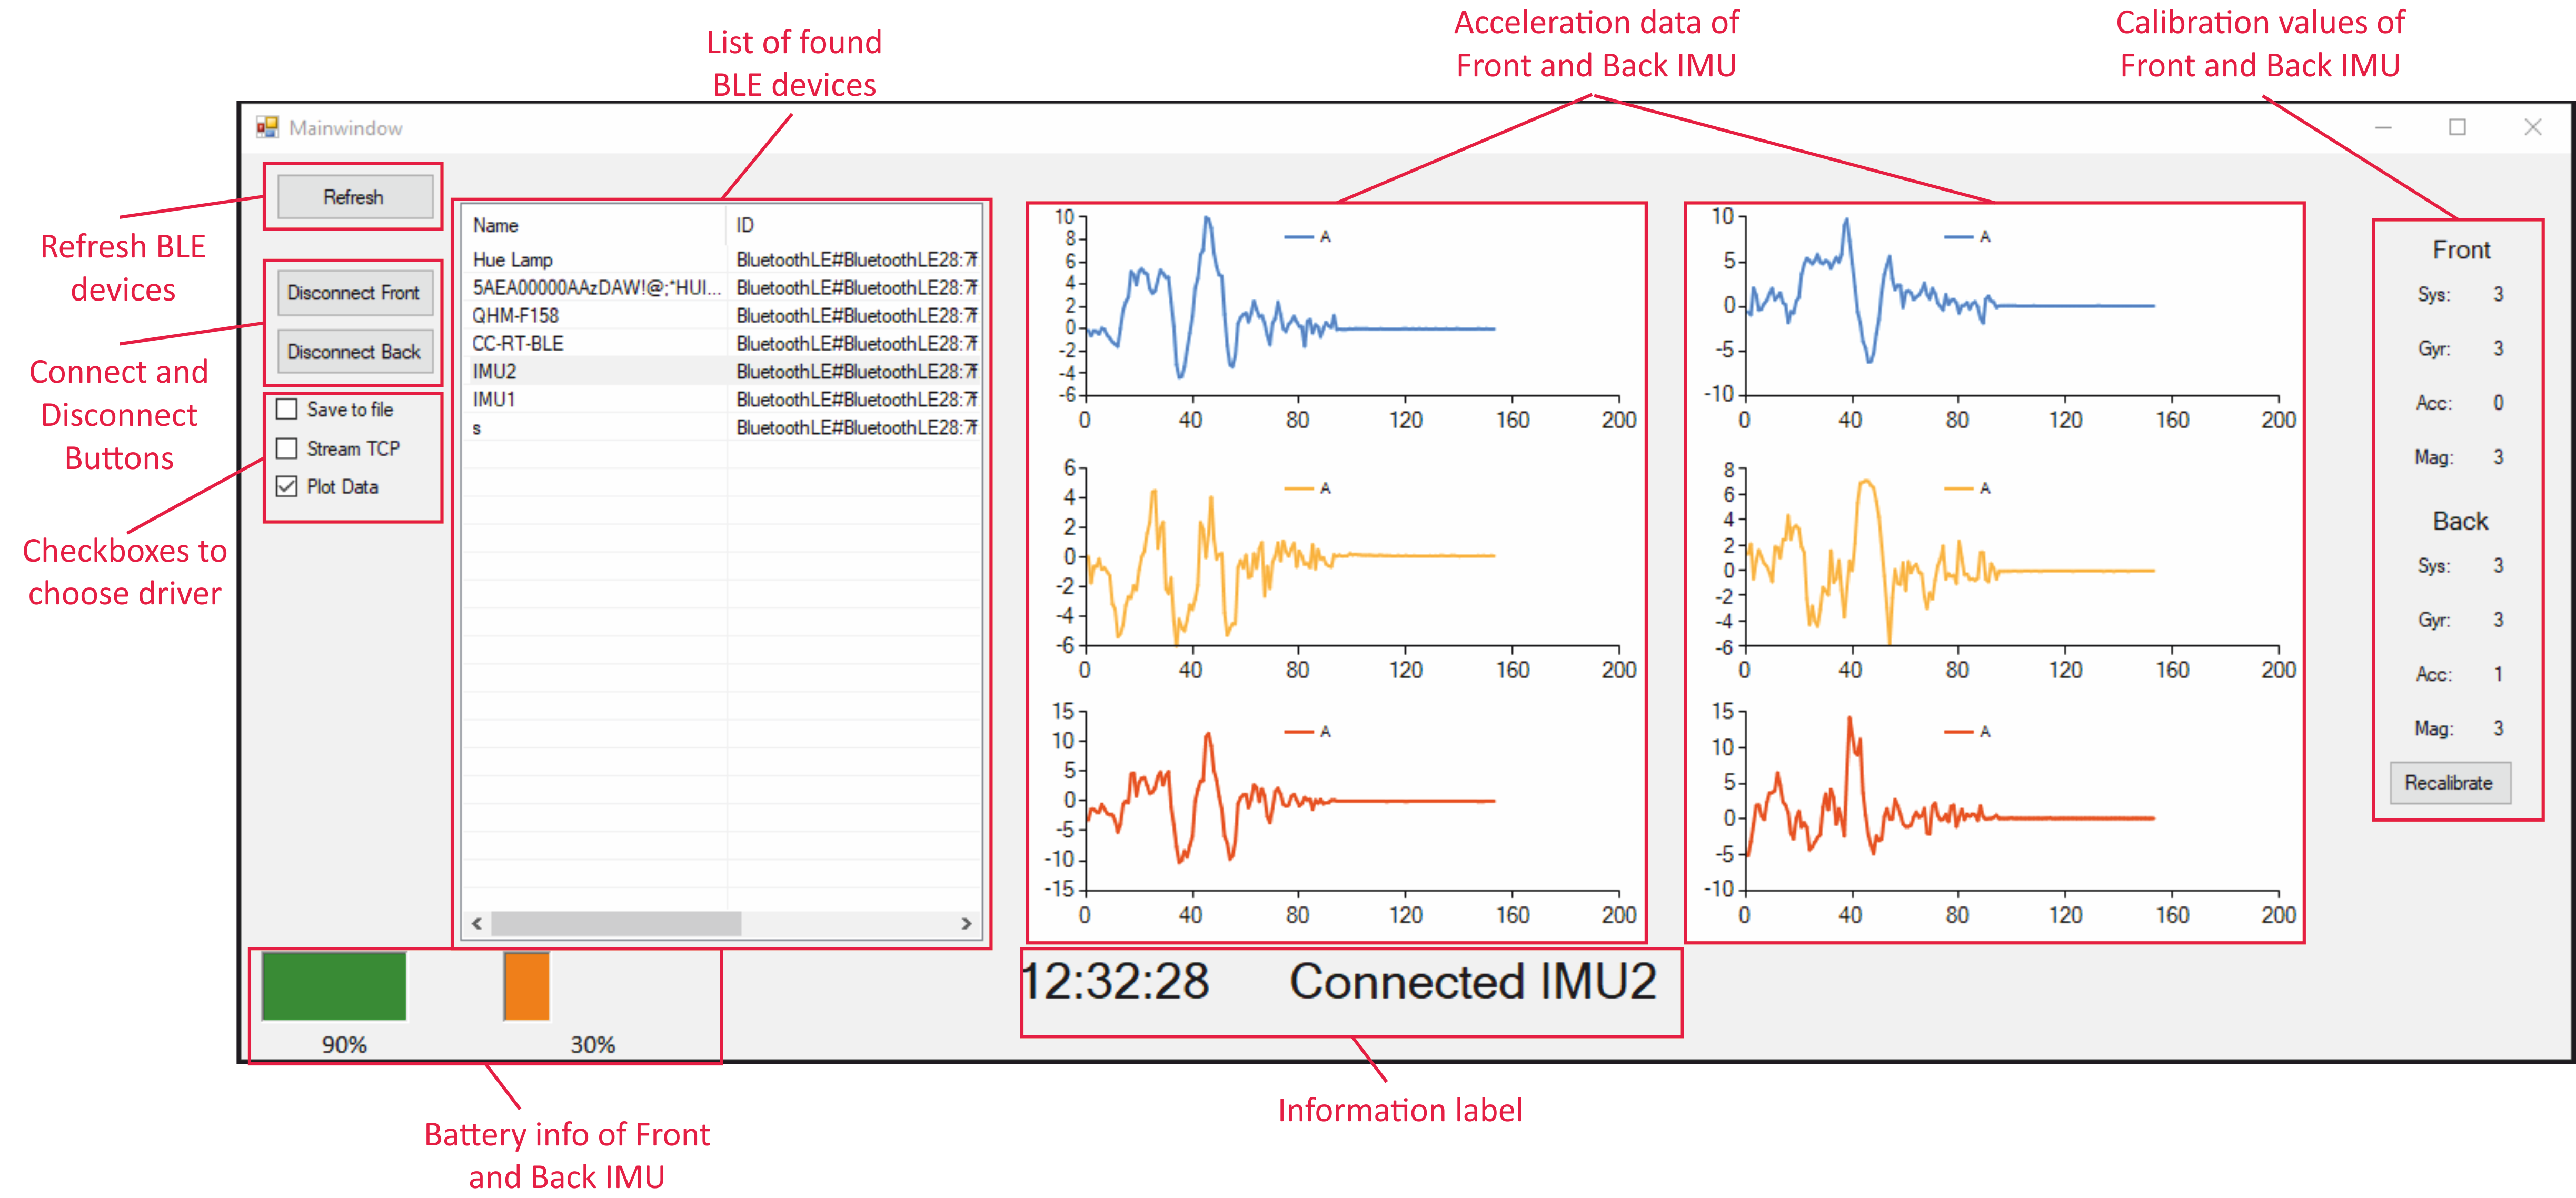 List of found
BLE devices
Acceleration data of
Front and Back IMU
Calibration values of
Front and Back IMU
Mainwindow
Refresh
Refresh BLE
devices
Disconnect Front
Disconnect Back
Connect and
Disconnect
Buttons
Save to file
Stream TCP
Plot Data
Checkboxes to
choose driver
Name ID
Hue Lamp BluetoothLE#BluetoothLE28:7f
5AEA00000AAzDAW!@;*HUI... BluetoothLE#BluetoothLE28:7f
QHM-F158 BluetoothLE#BluetoothLE28:7f
CC-RT-BLE BluetoothLE#BluetoothLE28:7f
IMU2 BluetoothLE#BluetoothLE28:7f
IMU1 BluetoothLE#BluetoothLE28:7f
s BluetoothLE#BluetoothLE28:7f
A
10
8
6
4
2
0
-2
-4
-6
0 40 80 120 160 200
A
6
4
2
0
-2
-4
-6
0 40 80 120 160 200
A
15
10
5
0
-5
-10
-15
0 40 80 120 160 200
A
10
5
0
-5
-10
0 40 80 120 160 200
A
8
6
4
2
0
-2
-4
-6
0 40 80 120 160 200
A
15
10
5
0
-5
-10
0 40 80 120 160 200
Front
Sys: 3
Gyr: 3
Acc: 0
Mag: 3
Back
Sys: 3
Gyr: 3
Acc: 1
Mag: 3
Recalibrate
90% 30%
12:32:28 Connected IMU2
Battery info of Front
and Back IMU
Information label